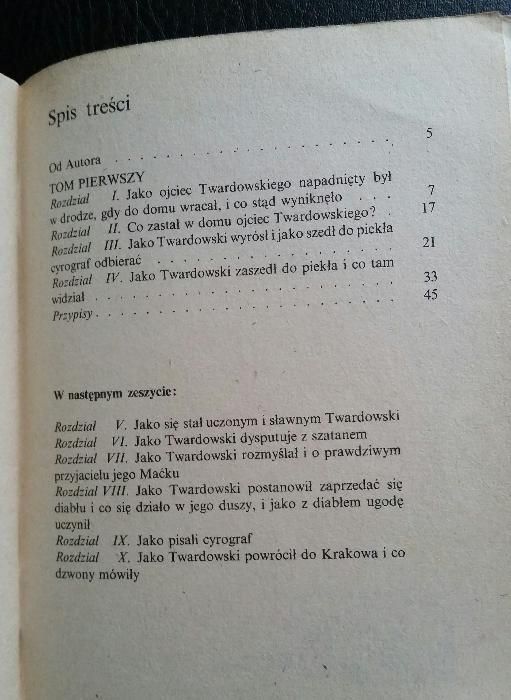 Spis treści
Od Autora . . . . . . . . . . . . . . 5
TOM PIERWSZY
Rozdział I. Jako ojciec Twardowskiego napadnięty był
w drodze, gdy do domu wracał, i co stąd wyniknęło . . . 7
Rozdział II. Co zastał w domu ojciec Twardowskiego? . 17
Rozdział III. Jako Twardowski wyrósł i jako szedł do piekła
cyrograf odbierać . . . . . . . . . . . . 21
Rozdział IV. Jako Twardowski zaszedł do piekła i co tam
widział . . . . . . . . . . . . . . . 33
Przypisy . . . . . . . . . . . . . . . 45
W następnym zeszycie:
Rozdział V. Jako się stał uczonym i sławnym Twardowski
Rozdział VI. Jako Twardowski dysputuje z szatanem
Rozdział VII. Jako Twardowski rozmyślał i o prawdziwym
przyjacielu jego Maćku
Rozdział VIII. Jako Twardowski postanowił zaprzedać się
diabłu i co się działo w jego duszy, i jako z diabłem ugodę
uczynił
Rozdział IX. Jako pisali cyrograf
Rozdział X. Jako Twardowski powrócił do Krakowa i co
dzwony mówiły